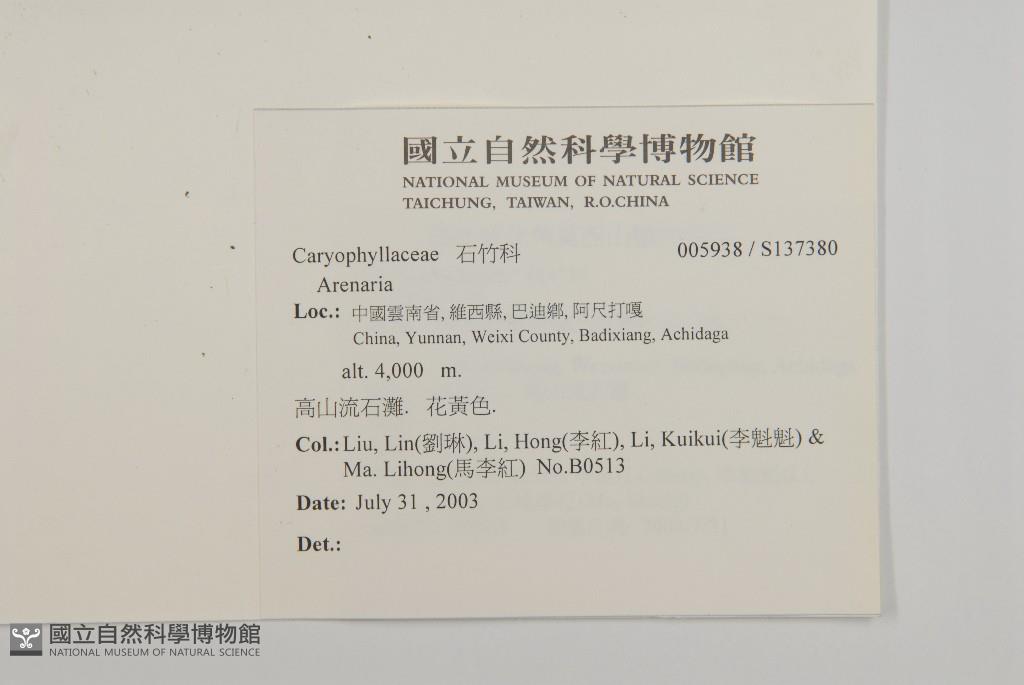 國立自然科學博物館
NATIONAL MUSEUM OF NATURAL SCIENCE
TAICHUNG, TAIWAN, R.O.CHINA
Caryophyllaceae 石竹科 005938 / S137380
Arenaria
Loc.: 中國雲南省, 維西縣, 巴迪鄉, 阿尺打嘎
China, Yunnan, Weixi County, Badixiang, Achidaga
alt. 4,000 m.
高山流石灘. 花黃色.
Col.: Liu, Lin(劉琳), Li, Hong(李紅), Li, Kuikui(李魁魁) &
Ma. Lihong(馬李紅) No.B0513
Date: July 31 , 2003
Det.:
國立自然科學博物館
NATIONAL MUSEUM OF NATURAL SCIENCE